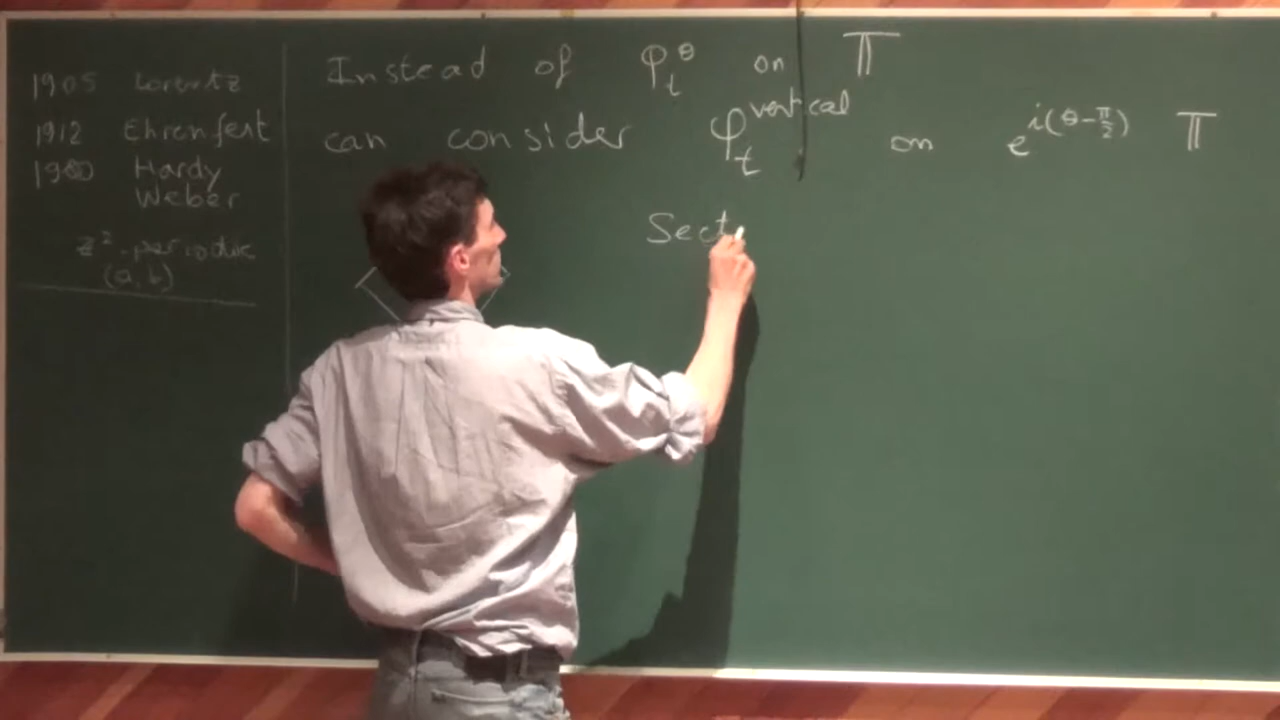 1905 Lorentz
1912 Ehrenfest
1980 Hardy
Weber
Z²-periodic
(a, b)
Instead of φ_t^θ on 𝕋
can consider φ_t^vertical on e^{i(θ-π/2)} 𝕋
Sect